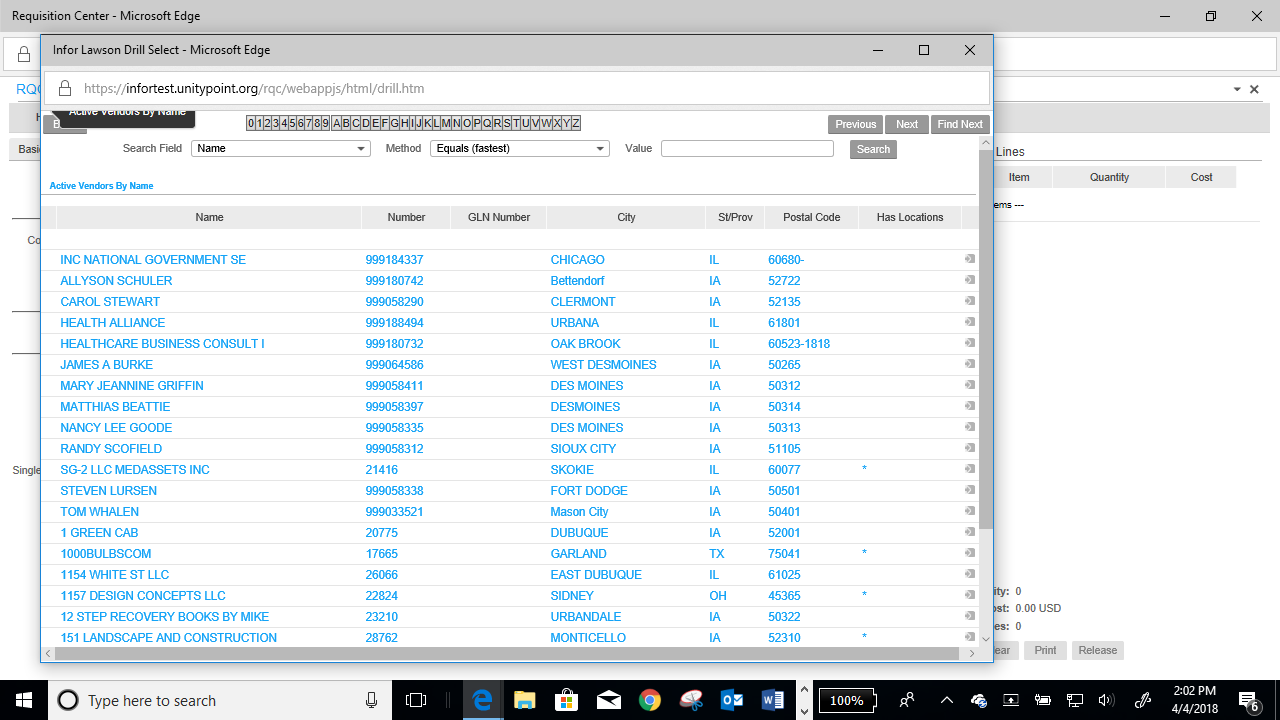 Requisition Center - Microsoft Edge
Infor Lawson Drill Select - Microsoft Edge
https://infortest.unitypoint.org/rqc/webappjs/html/drill.htm
RQC
Active Vendors By Name
0 1 2 3 4 5 6 7 8 9 A B C D E F G H I J K L M N O P Q R S T U V W X Y Z
Previous Next Find Next
Basi Search Field Name Method Equals (fastest) Value Search Lines
Item Quantity Cost
Active Vendors By Name
ems ---
Name Number GLN Number City St/Prov Postal Code Has Locations
Co
INC NATIONAL GOVERNMENT SE 999184337 CHICAGO IL 60680-
ALLYSON SCHULER 999180742 Bettendorf IA 52722
CAROL STEWART 999058290 CLERMONT IA 52135
HEALTH ALLIANCE 999188494 URBANA IL 61801
HEALTHCARE BUSINESS CONSULT I 999180732 OAK BROOK IL 60523-1818
JAMES A BURKE 999064586 WEST DESMOINES IA 50265
MARY JEANNINE GRIFFIN 999058411 DES MOINES IA 50312
MATTHIAS BEATTIE 999058397 DESMOINES IA 50314
NANCY LEE GOODE 999058335 DES MOINES IA 50313
RANDY SCOFIELD 999058312 SIOUX CITY IA 51105
Single SG-2 LLC MEDASSETS INC 21416 SKOKIE IL 60077 *
STEVEN LURSEN 999058338 FORT DODGE IA 50501
TOM WHALEN 999033521 Mason City IA 50401
1 GREEN CAB 20775 DUBUQUE IA 52001
1000BULBSCOM 17665 GARLAND TX 75041 *
1154 WHITE ST LLC 26066 EAST DUBUQUE IL 61025
1157 DESIGN CONCEPTS LLC 22824 SIDNEY OH 45365 *
12 STEP RECOVERY BOOKS BY MIKE 23210 URBANDALE IA 50322
151 LANDSCAPE AND CONSTRUCTION 28762 MONTICELLO IA 52310 *
ity: 0
ost: 0.00 USD
es: 0
ear Print Release
Type here to search
100%
2:02 PM
4/4/2018
6